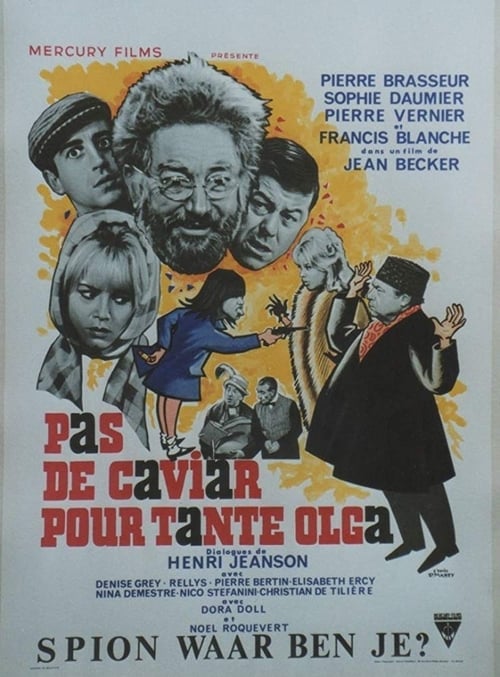 MERCURY FILMS
PRÉSENTE
PIERRE BRASSEUR
SOPHIE DAUMIER
PIERRE VERNIER
et
FRANCIS BLANCHE
dans un film de
JEAN BECKER
Pas
De caviar
pour tante olga
Dialogues de
HENRI JEANSON
avec
DENISE GREY - RELLYS - PIERRE BERTIN - ELISABETH ERCY
NINA DEMESTRE - NICO STEFANINI - CHRISTIAN DE TILIÈRE
avec
DORA DOLL
et
NOEL ROQUEVERT
SPION WAAR BEN JE?